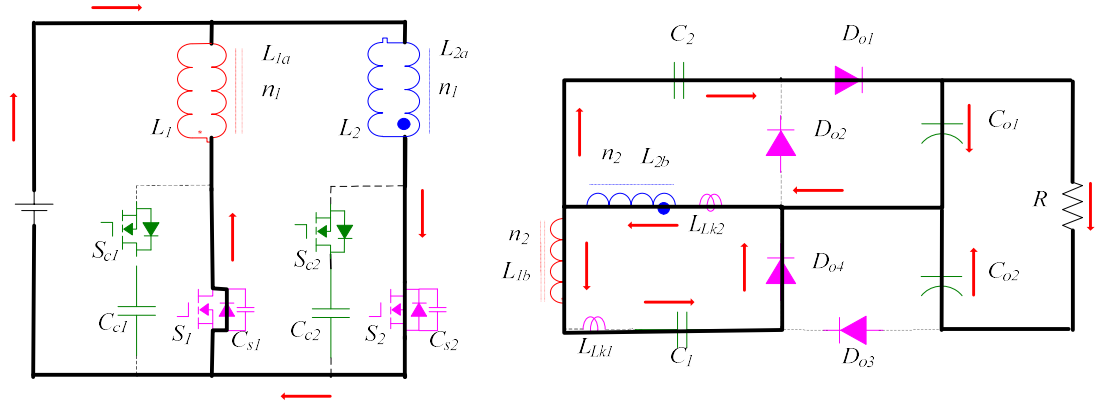 L1a
n1
L1
L2a
n1
L2
Sc1
Cc1
S1
Cs1
Sc2
Cc2
S2
Cs2
C2
Do1
Do2
Co1
n2
L2b
LLk2
R
n2
L1b
Do4
Co2
LLk1
C1
Do3